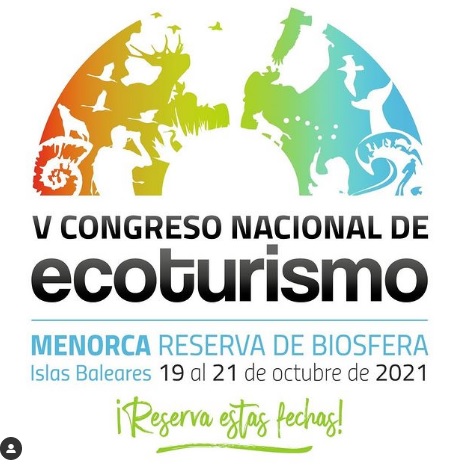 V CONGRESO NACIONAL DE
ecoturismo
MENORCA RESERVA DE BIOSFERA
Islas Baleares 19 al 21 de octubre de 2021
¡Reserva estas fechas!